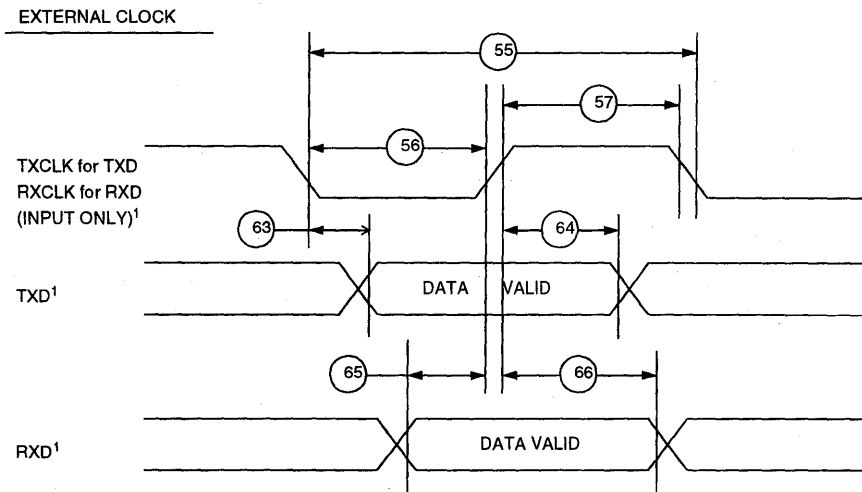 EXTERNAL CLOCK
55
57
56
TXCLK for TXD
RXCLK for RXD
(INPUT ONLY)¹
63
64
TXD¹
DATA VALID
65
66
RXD¹
DATA VALID